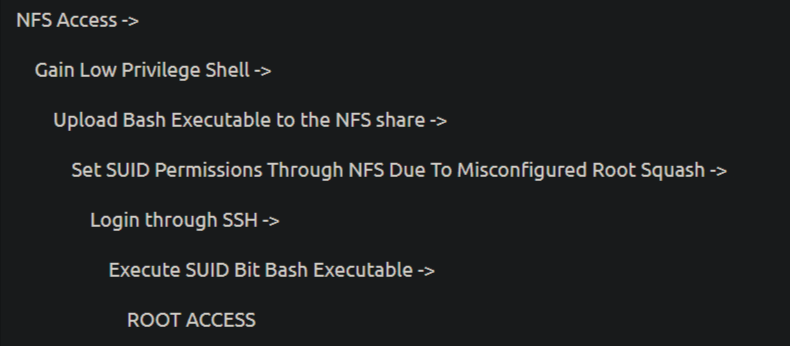 NFS Access ->
Gain Low Privilege Shell ->
Upload Bash Executable to the NFS share ->
Set SUID Permissions Through NFS Due To Misconfigured Root Squash ->
Login through SSH ->
Execute SUID Bit Bash Executable ->
ROOT ACCESS